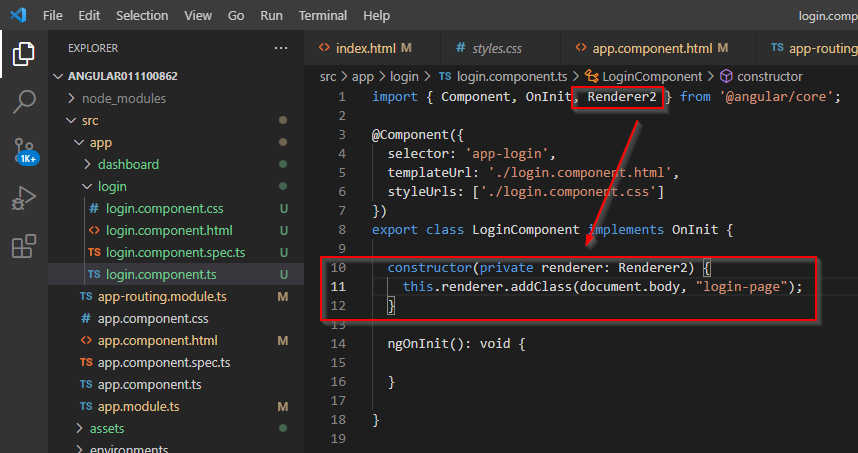 File Edit Selection View Go Run Terminal Help login.comp
EXPLORER ...
index.html M styles.css app.component.html M app-routing
ANGULAR011100862
src > app > login > login.component.ts > LoginComponent > constructor
node_modules
src
app
dashboard
login
login.component.css U
login.component.html U
login.component.spec.ts U
login.component.ts U
app-routing.module.ts M
app.component.css
app.component.html M
app.component.spec.ts
app.component.ts
app.module.ts M
assets
environments
1K+
1 import { Component, OnInit, Renderer2 } from '@angular/core';
2
3 @Component({
4 selector: 'app-login',
5 templateUrl: './login.component.html',
6 styleUrls: ['./login.component.css']
7 })
8 export class LoginComponent implements OnInit {
9
10 constructor(private renderer: Renderer2) {
11 this.renderer.addClass(document.body, "login-page");
12 }
13
14 ngOnInit(): void {
15
16 }
17
18 }
19